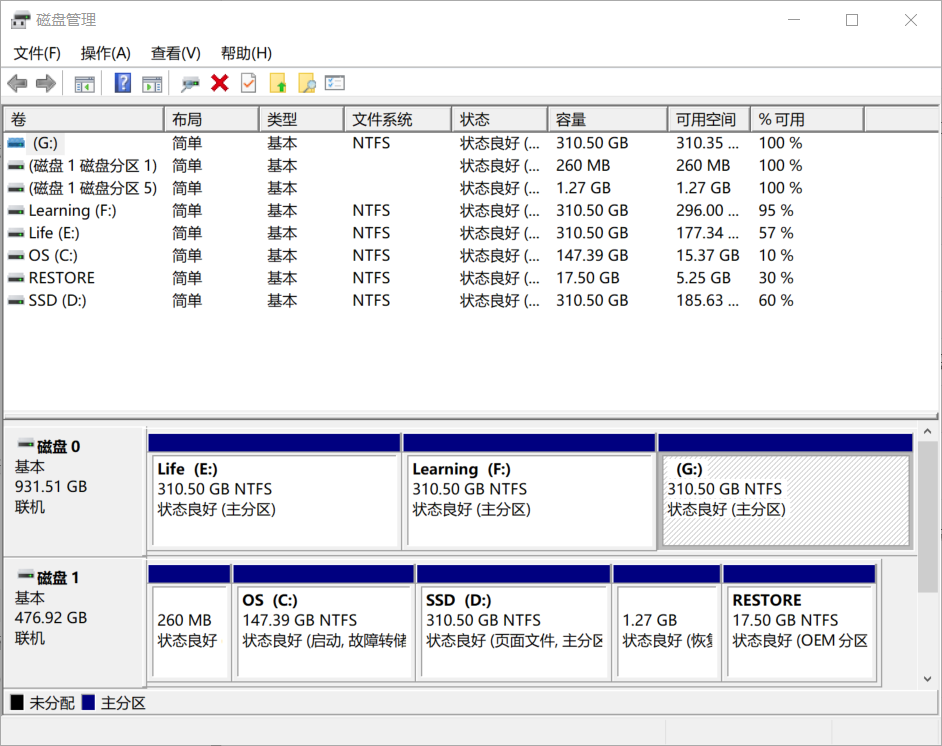 磁盘管理
文件(F) 操作(A) 查看(V) 帮助(H)
卷 布局 类型 文件系统 状态 容量 可用空间 % 可用
(G:) 简单 基本 NTFS 状态良好 (... 310.50 GB 310.35 ... 100 %
(磁盘 1 磁盘分区 1) 简单 基本 状态良好 (... 260 MB 260 MB 100 %
(磁盘 1 磁盘分区 5) 简单 基本 状态良好 (... 1.27 GB 1.27 GB 100 %
Learning (F:) 简单 基本 NTFS 状态良好 (... 310.50 GB 296.00 ... 95 %
Life (E:) 简单 基本 NTFS 状态良好 (... 310.50 GB 177.34 ... 57 %
OS (C:) 简单 基本 NTFS 状态良好 (... 147.39 GB 15.37 GB 10 %
RESTORE 简单 基本 NTFS 状态良好 (... 17.50 GB 5.25 GB 30 %
SSD (D:) 简单 基本 NTFS 状态良好 (... 310.50 GB 185.63 ... 60 %
磁盘 0
基本
931.51 GB
联机
Life (E:)
310.50 GB NTFS
状态良好 (主分区)
Learning (F:)
310.50 GB NTFS
状态良好 (主分区)
(G:)
310.50 GB NTFS
状态良好 (主分区)
磁盘 1
基本
476.92 GB
联机
260 MB
状态良好
OS (C:)
147.39 GB NTFS
状态良好 (启动, 故障转储
SSD (D:)
310.50 GB NTFS
状态良好 (页面文件, 主分区
1.27 GB
状态良好 (恢复
RESTORE
17.50 GB NTFS
状态良好 (OEM 分区
未分配 主分区